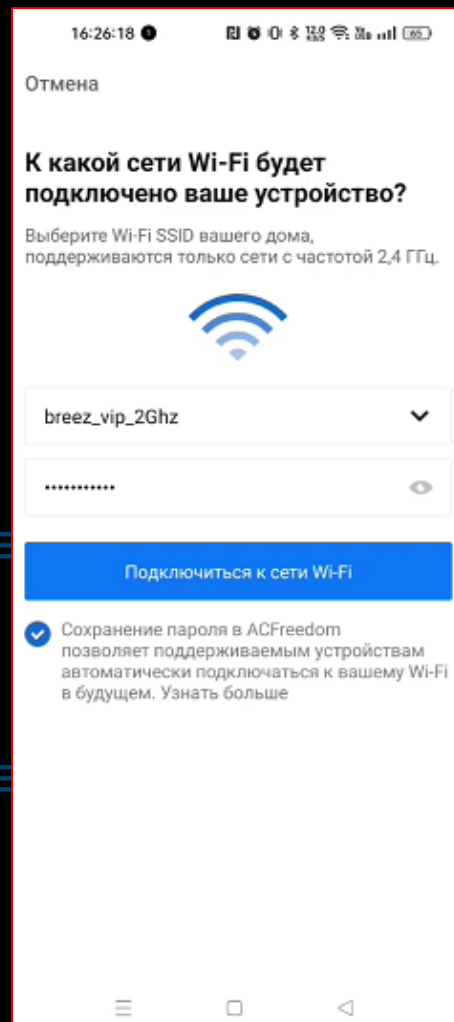 16:26:18
65
Отмена
К какой сети Wi-Fi будет
подключено ваше устройство?
Выберите Wi-Fi SSID вашего дома,
поддерживаются только сети с частотой 2,4 ГГц.
breez_vip_2Ghz
•••••••••••
Подключиться к сети Wi-Fi
Сохранение пароля в ACFreedom
позволяет поддерживаемым устройствам
автоматически подключаться к вашему Wi-Fi
в будущем. Узнать больше